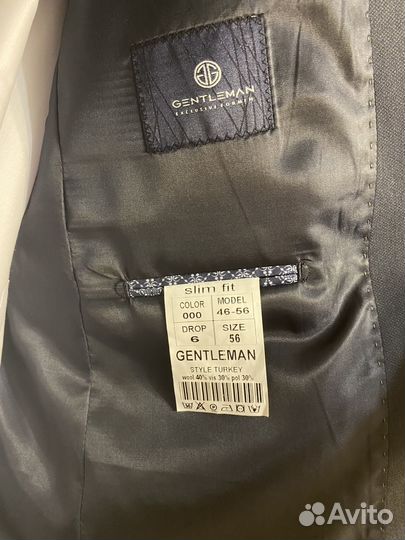 GENTLEMAN
EXCLUSIVE FORMEN
slim fit
COLOR MODEL
000 46-56
DROP SIZE
6 56
GENTLEMAN
STYLE TURKEY
wool 40% vis 30% pol 30%
Avito